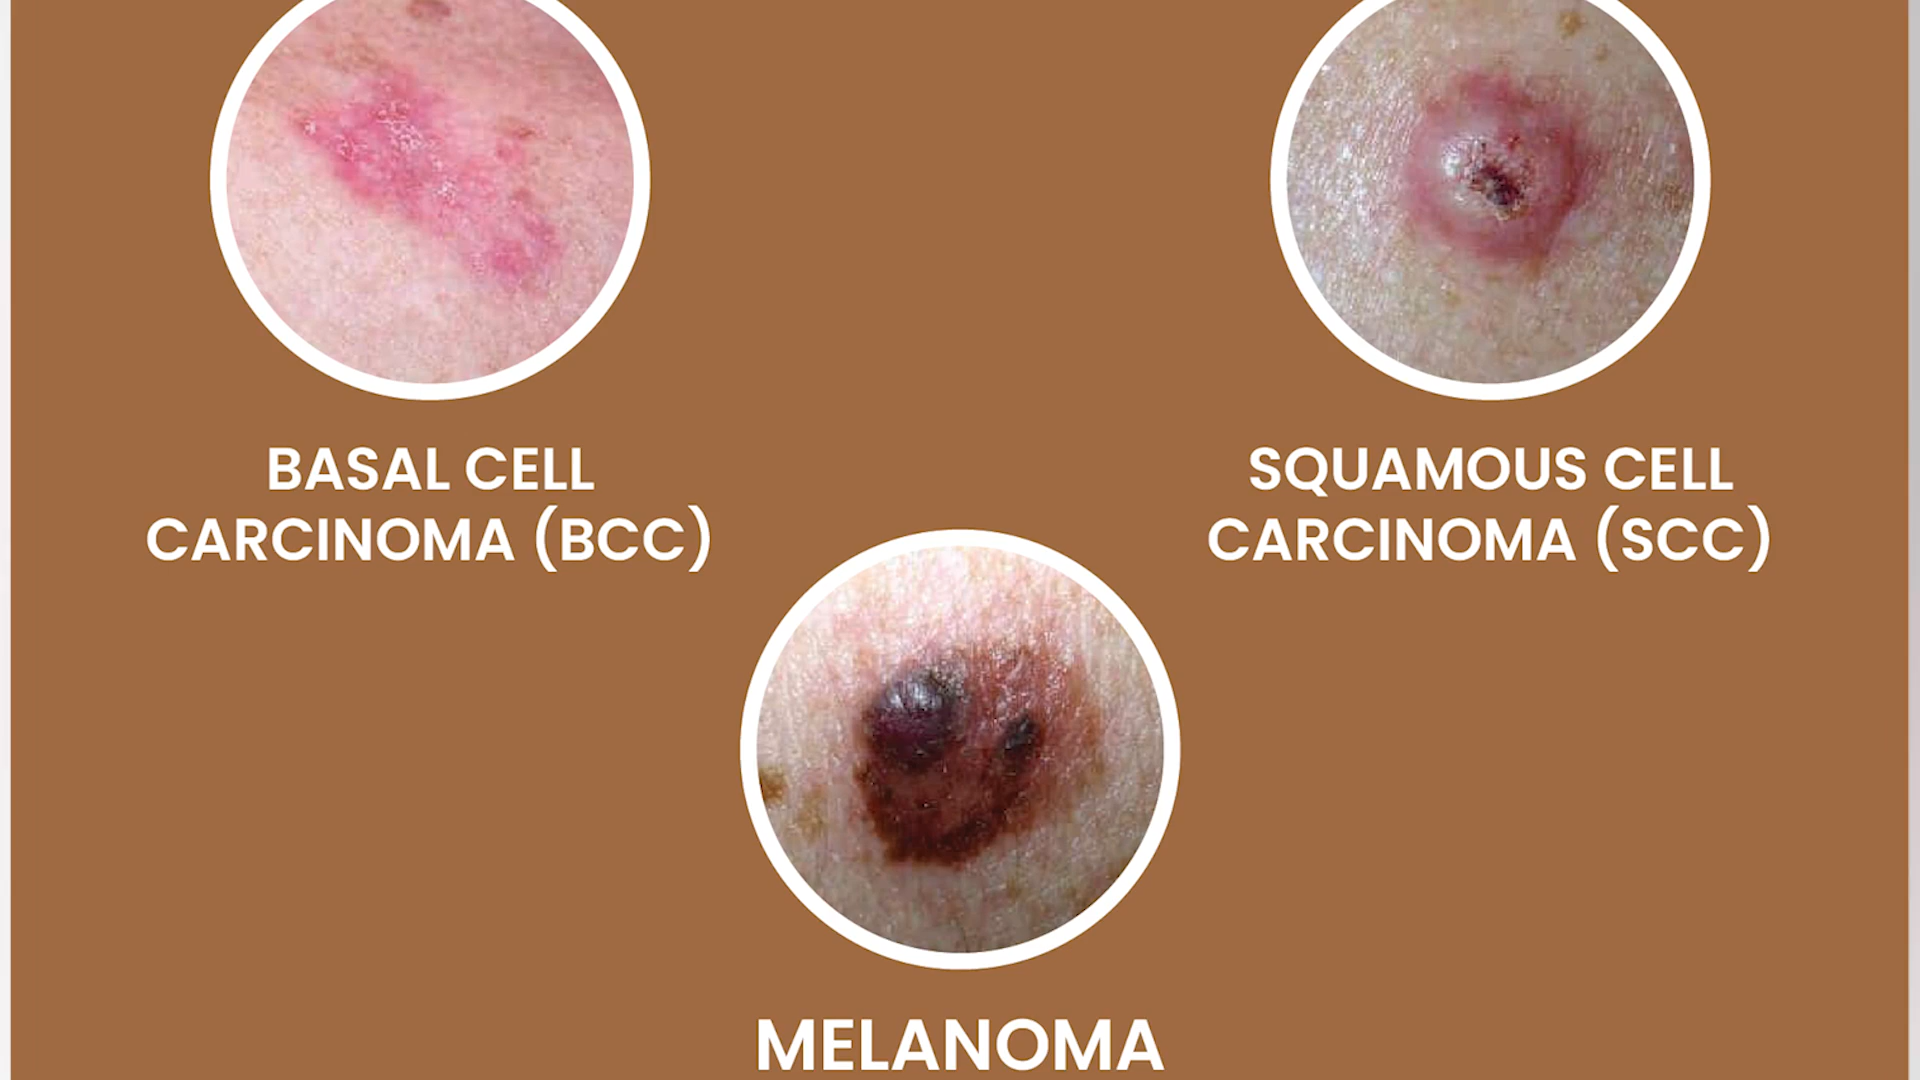 BASAL CELL
CARCINOMA (BCC)
SQUAMOUS CELL
CARCINOMA (SCC)
MELANOMA